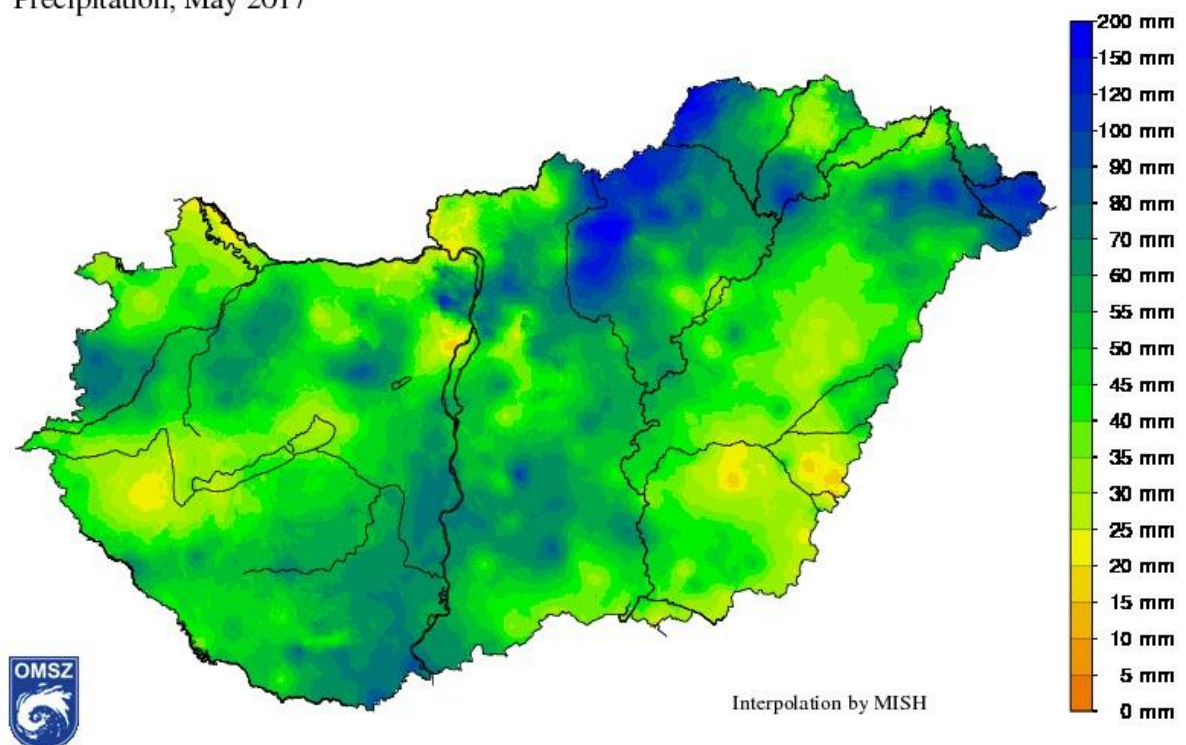 Precipitation, May 2017
200 mm
150 mm
120 mm
100 mm
90 mm
80 mm
70 mm
60 mm
55 mm
50 mm
45 mm
40 mm
35 mm
30 mm
25 mm
20 mm
15 mm
10 mm
5 mm
0 mm
OMSZ
Interpolation by MISH